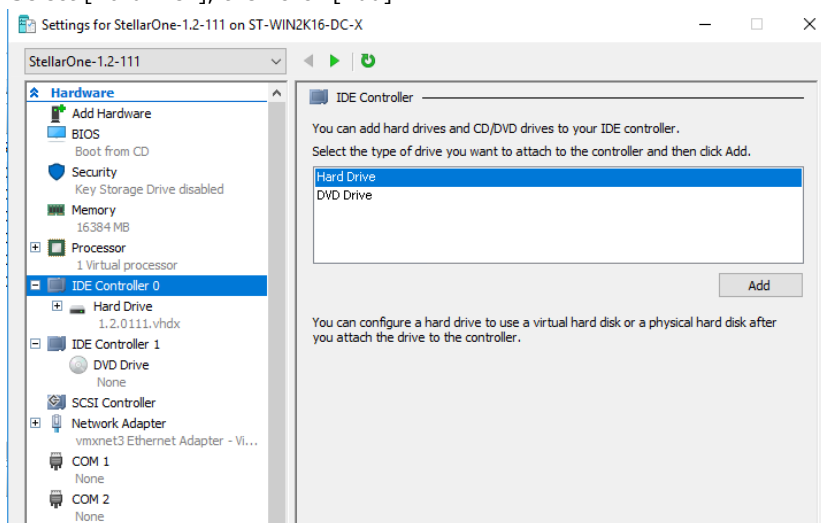 Settings for StellarOne-1.2-111 on ST-WIN2K16-DC-X
StellarOne-1.2-111
Hardware
Add Hardware
BIOS
Boot from CD
Security
Key Storage Drive disabled
Memory
16384 MB
Processor
1 Virtual processor
IDE Controller 0
Hard Drive
1.2.0111.vhdx
IDE Controller 1
DVD Drive
None
SCSI Controller
Network Adapter
vmxnet3 Ethernet Adapter - Vi...
COM 1
None
COM 2
None
IDE Controller
You can add hard drives and CD/DVD drives to your IDE controller.
Select the type of drive you want to attach to the controller and then click Add.
Hard Drive
DVD Drive
Add
You can configure a hard drive to use a virtual hard disk or a physical hard disk after
you attach the drive to the controller.